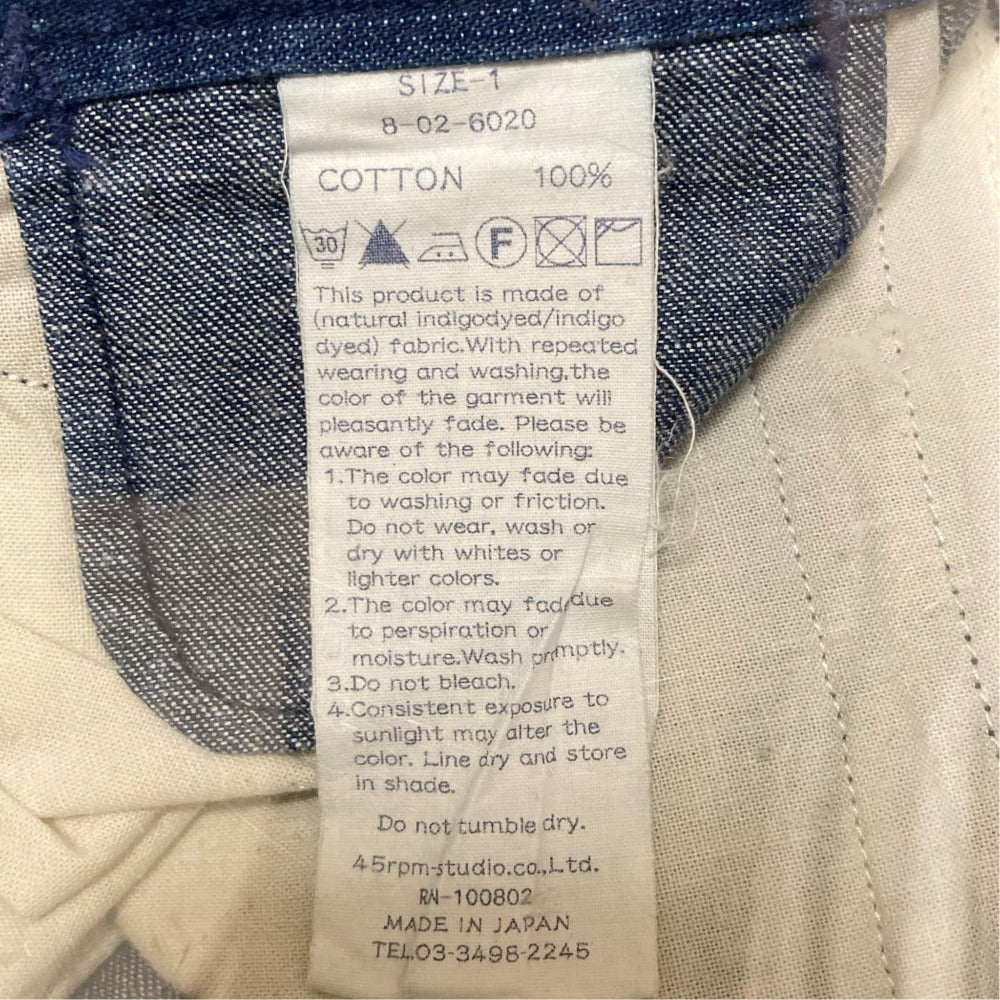 SIZE-1
8-02-6020
COTTON 100%
30 F
This product is made of
(natural indigodyed/indigo
dyed) fabric.With repeated
wearing and washing,the
color of the garment will
pleasantly fade. Please be
aware of the following:
1.The color may fade due
to washing or friction.
Do not wear, wash or
dry with whites or
lighter colors.
2.The color may fade due
to perspiration or
moisture.Wash promptly.
3.Do not bleach.
4.Consistent exposure to
sunlight may alter the
color. Line dry and store
in shade.
Do not tumble dry.
45rpm-studio.co.,Ltd.
RN-100802
MADE IN JAPAN
TEL.03-3498-2245